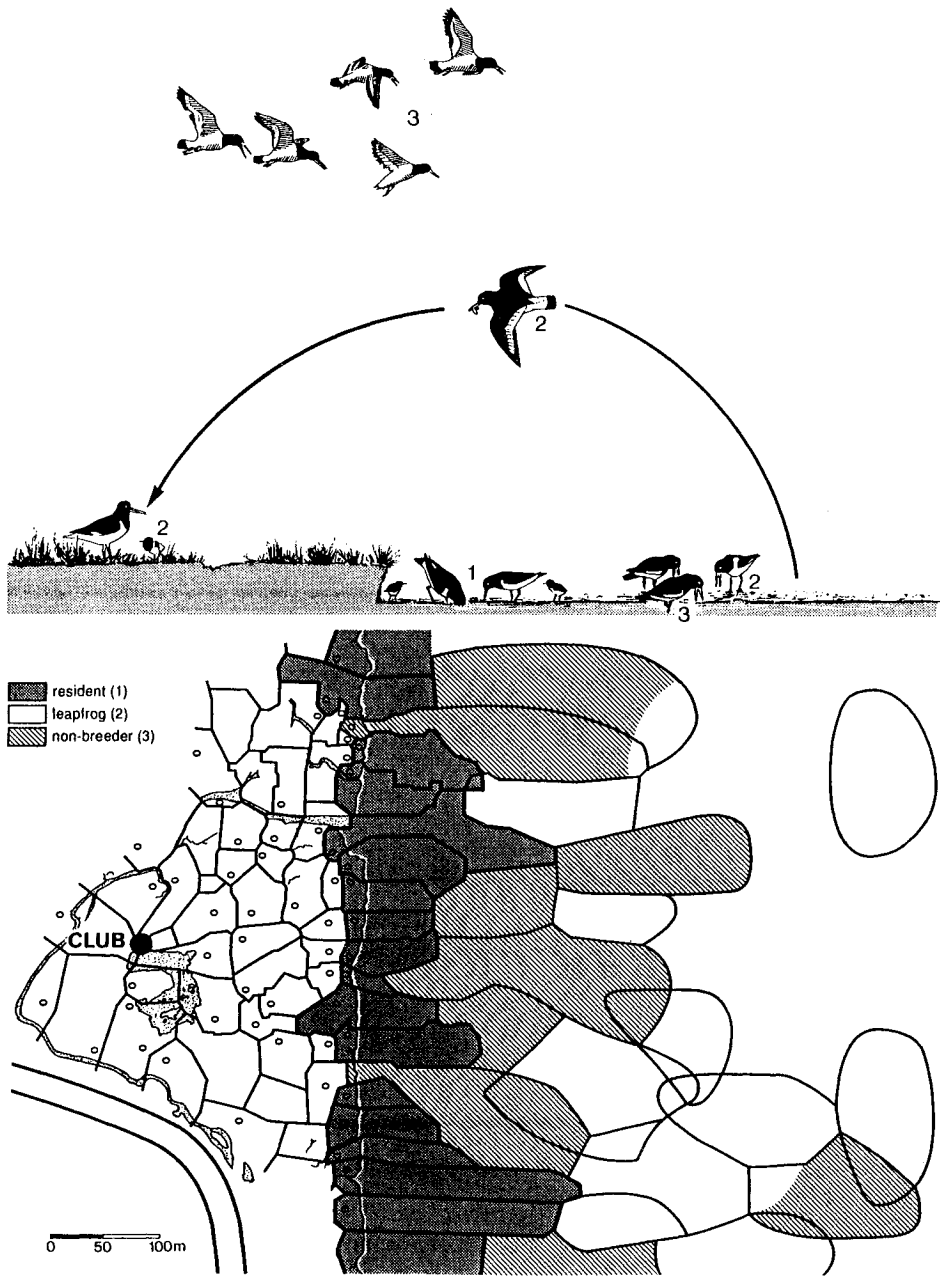 3
2
2
1
2
3
resident (1)
leapfrog (2)
non-breeder (3)
CLUB
0 50 100m